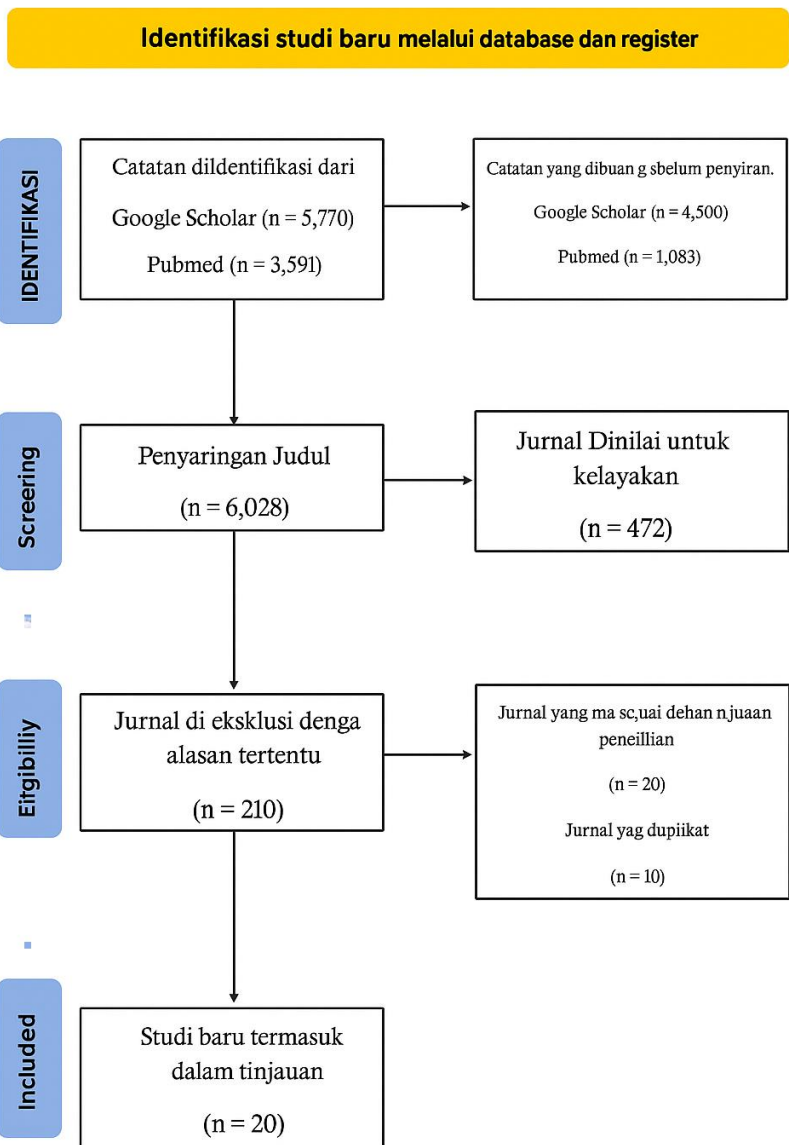 Identifikasi studi baru melalui database dan register
IDENTIFIKASI
Catatan dildentifikasi dari
Google Scholar (n = 5,770)
Pubmed (n = 3,591)
Catatan yang dibuan g sbelum penyiran.
Google Scholar (n = 4,500)
Pubmed (n = 1,083)
Screering
Penyaringan Judul
(n = 6,028)
Jurnal Dinilai untuk
kelayakan
(n = 472)
Eitgibilliy
Jurnal di eksklusi denga
alasan tertentu
(n = 210)
Jurnal yang ma sc,uai dehan njuaan
peneillian
(n = 20)
Jurnal yag dupiikat
(n = 10)
Included
Studi baru termasuk
dalam tinjauan
(n = 20)